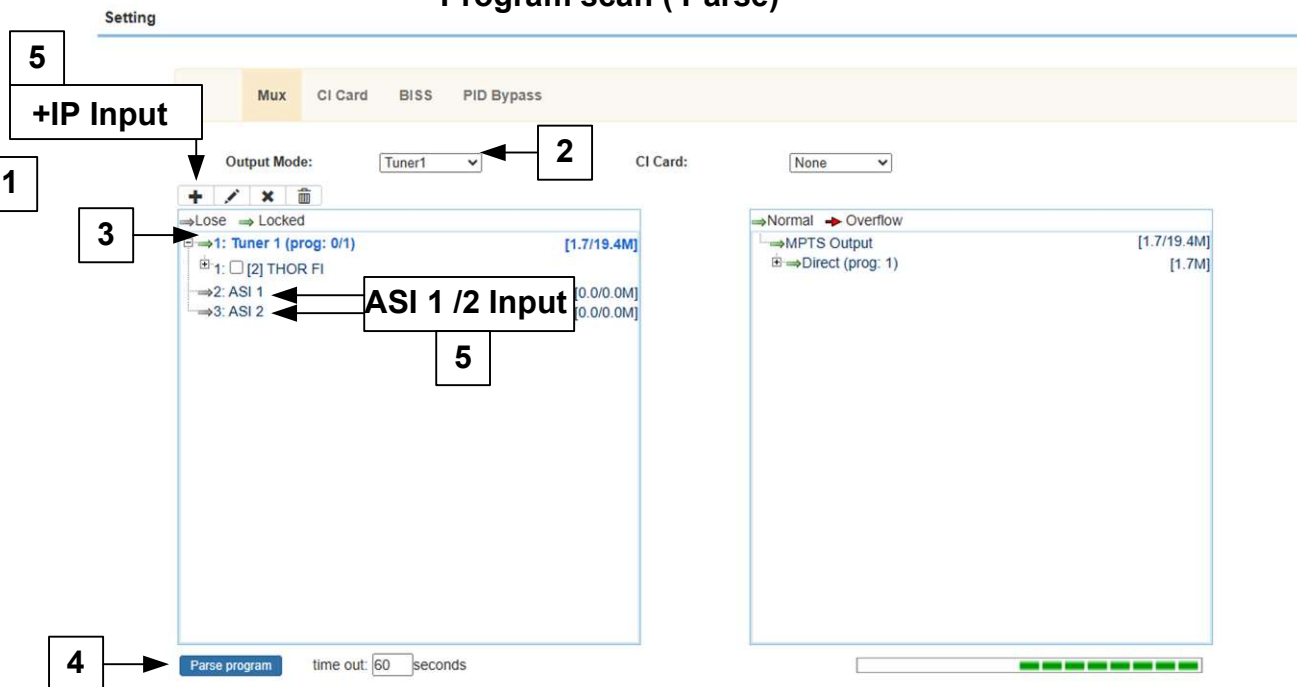 Program scan ( Parse)
Setting
5
+IP Input
Mux CI Card BISS PID Bypass
1
Output Mode: Tuner1 2 CI Card: None
Lose Locked
Normal Overflow
3
1: Tuner 1 (prog: 0/1) [1.7/19.4M]
MPTS Output [1.7/19.4M]
1: [2] THOR FI
Direct (prog: 1) [1.7M]
2: ASI 1 [0.0/0.0M]
3: ASI 2 [0.0/0.0M]
ASI 1 /2 Input
5
4
Parse program time out: 60 seconds